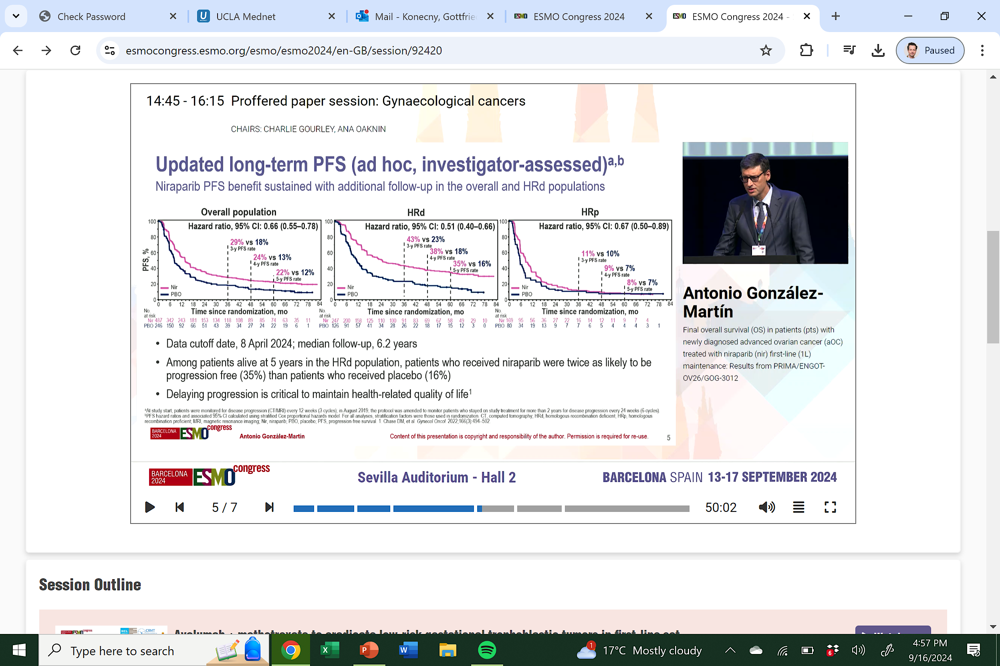 Check Password
UCLA Mednet
Mail - Konecny, Gottfrie
ESMO Congress 2024
ESMO Congress 2024 -
esmocongress.esmo.org/esmo/esmo2024/en-GB/session/92420
Paused
14:45 - 16:15 Proffered paper session: Gynaecological cancers
CHAIRS: CHARLIE GOURLEY, ANA OAKNIN
Updated long-term PFS (ad hoc, investigator-assessed)a,b
Niraparib PFS benefit sustained with additional follow-up in the overall and HRd populations
Overall population
Hazard ratio, 95% CI: 0.66 (0.55–0.78)
29% vs 18%
3-y PFS rate
24% vs 13%
4-y PFS rate
22% vs 12%
5-y PFS rate
PFS, %
100
80
60
40
20
0
Nir
PBO
0 6 12 18 24 30 36 42 48 54 60 66 72 78 84
Time since randomization, mo
No. at risk
Nir 487 342 243 181 153 134 118 108 89 85 74 63 35 11
PBO 246 150 92 66 51 43 39 34 27 24 22 19 6 1
HRd
Hazard ratio, 95% CI: 0.51 (0.40–0.66)
43% vs 23%
3-y PFS rate
38% vs 18%
4-y PFS rate
35% vs 16%
5-y PFS rate
100
80
60
40
20
0
Nir
PBO
0 6 12 18 24 30 36 42 48 54 60 66 72 78 84
Time since randomization, mo
No. at risk
Nir 247 200 158 125 110 100 91 83 69 67 58 49 29 10
PBO 126 91 57 41 34 28 26 22 18 17 15 12 3 0
HRp
Hazard ratio, 95% CI: 0.67 (0.50–0.89)
11% vs 10%
3-y PFS rate
9% vs 7%
4-y PFS rate
8% vs 7%
5-y PFS rate
100
80
60
40
20
0
Nir
PBO
0 6 12 18 24 30 36 42 48 54 60 66 72 78 84
Time since randomization, mo
No. at risk
Nir 169 95 56 36 27 22 16 14 12 11 9 7 4
PBO 80 34 19 13 9 7 7 6 5 4 4 4 3 1
• Data cutoff date, 8 April 2024; median follow-up, 6.2 years
• Among patients alive at 5 years in the HRd population, patients who received niraparib were twice as likely to be
progression free (35%) than patients who received placebo (16%)
• Delaying progression is critical to maintain health-related quality of life1
aAt study start, patients were monitored for disease progression (CT/MRI) every 12 weeks (3 cycles), in August 2019, the protocol was amended to monitor patients who stayed on study treatment for more than 2 years for disease progression every 24 weeks (6 cycles).
bPFS hazard ratios and associated 95% CI calculated using stratified Cox proportional hazards model. For all analyses, stratification factors were those used in randomization. CT, computed tomography; HRd, homologous recombination deficient; HRp, homologous
recombination proficient; MRI, magnetic resonance imaging; Nir, niraparib; PBO, placebo; PFS, progression-free survival. 1. Chase DM, et al. Gynecol Oncol. 2022;166(3):494–502.
BARCELONA
2024
ESMO congress
Antonio González-Martín
Content of this presentation is copyright and responsibility of the author. Permission is required for re-use.
5
Antonio González-
Martín
Final overall survival (OS) in patients (pts) with
newly diagnosed advanced ovarian cancer (aOC)
treated with niraparib (nir) first-line (1L)
maintenance: Results from PRIMA/ENGOT-
OV26/GOG-3012
BARCELONA
2024
ESMO congress
Sevilla Auditorium - Hall 2
BARCELONA SPAIN 13-17 SEPTEMBER 2024
5 / 7
50:02
Session Outline
Avelumab + methotrexate to eradicate low-risk gestational trophoblastic tumors in first-line set
Type here to search
1
17°C Mostly cloudy
6
4:57 PM
9/16/2024